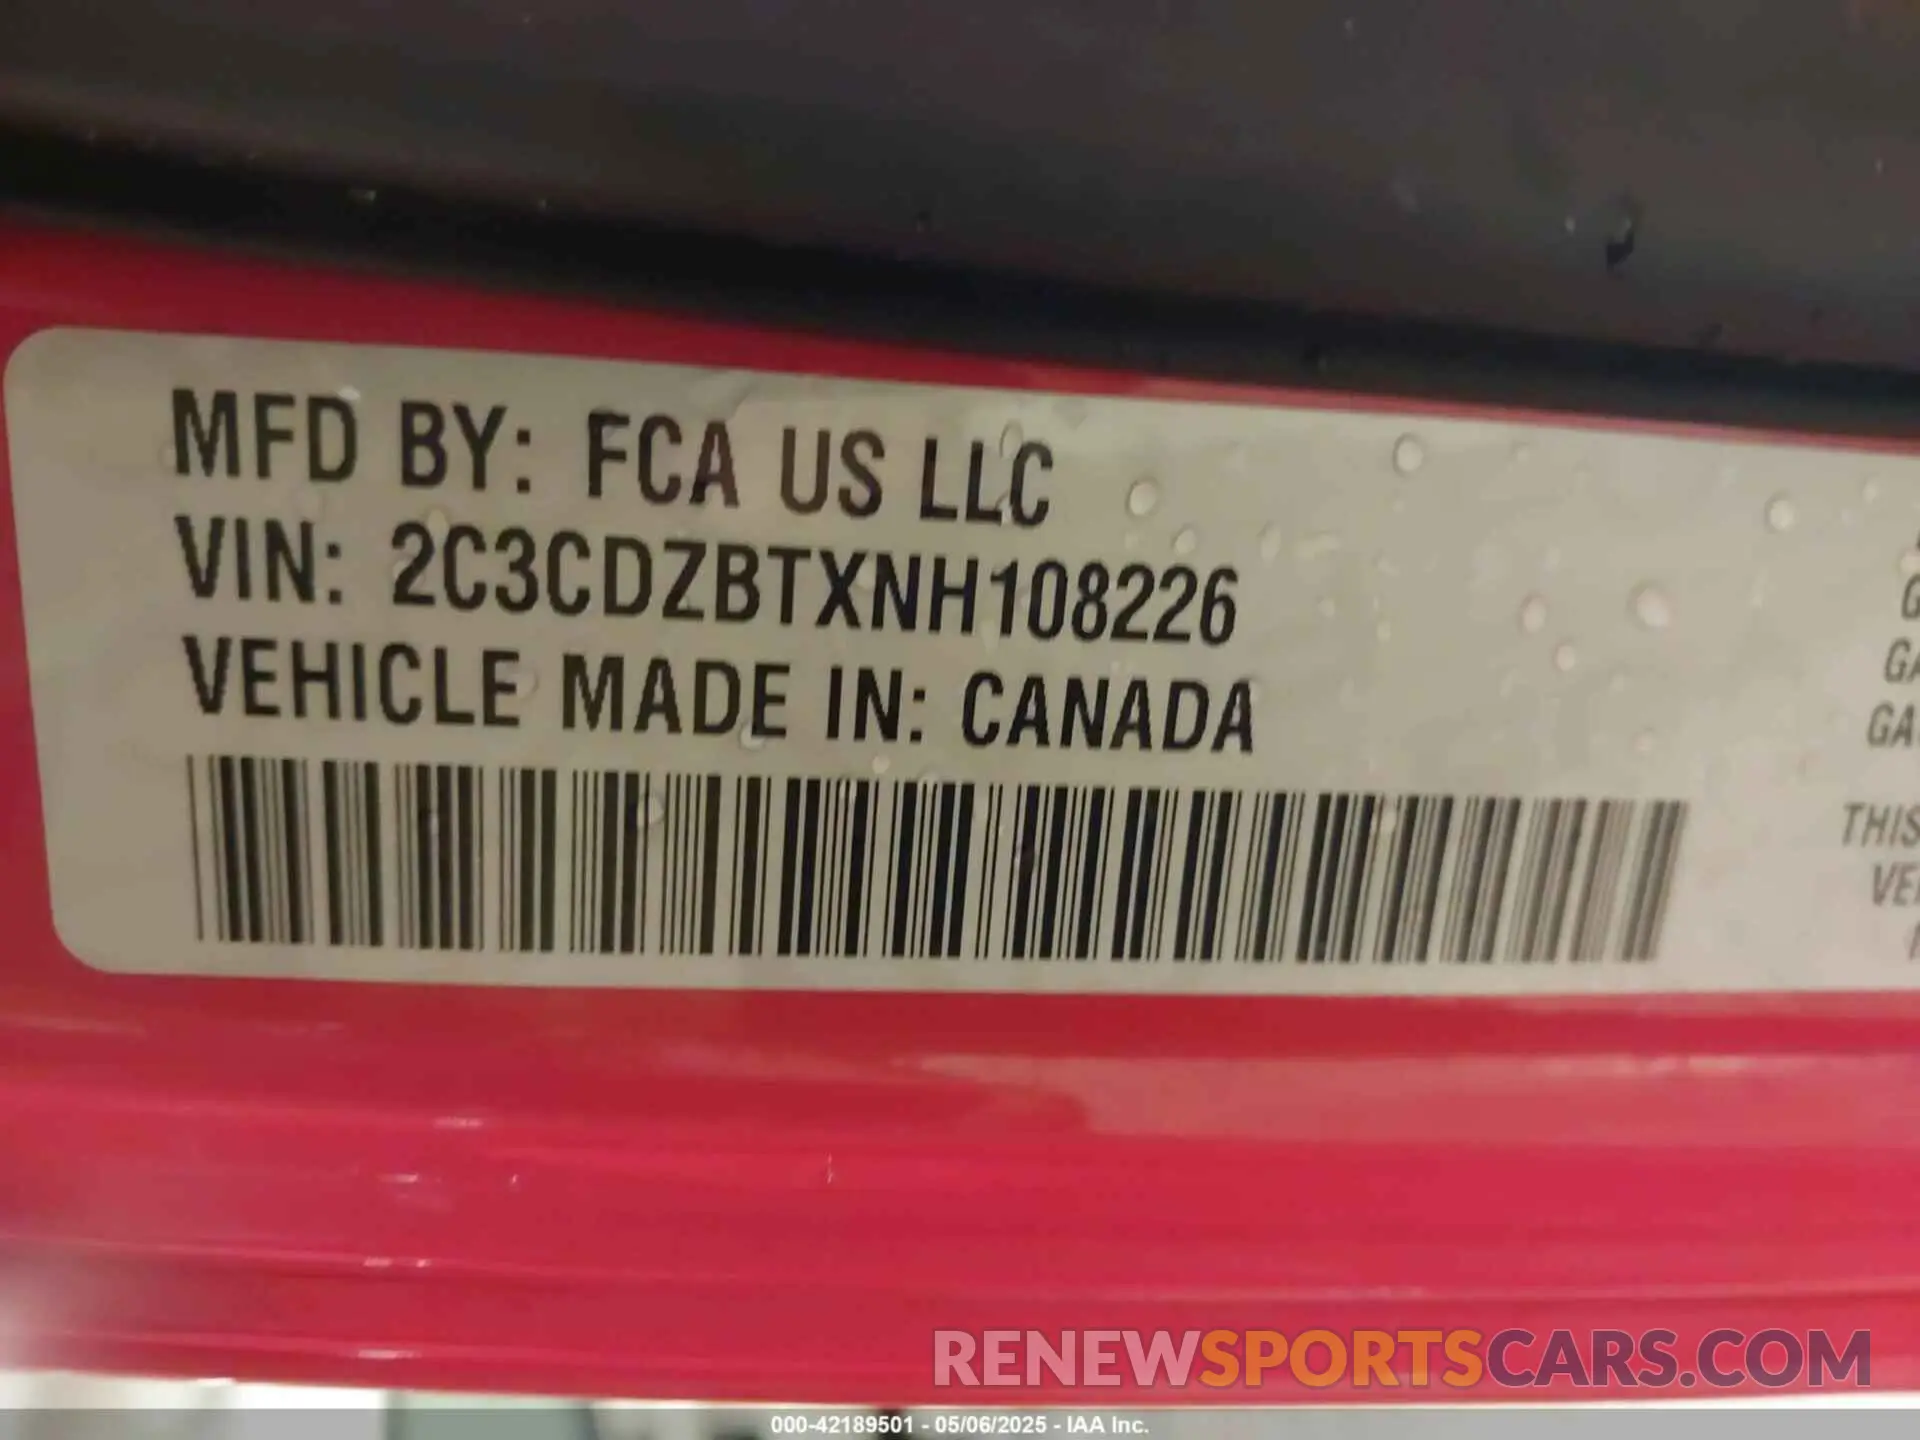 MFD BY: FCA US LLC
VIN: 2C3CDZBTXNH108226
VEHICLE MADE IN: CANADA
THIS
RENEWSPORTSCARS.COM
000-42189501 - 05/06/2025 - IAA Inc.